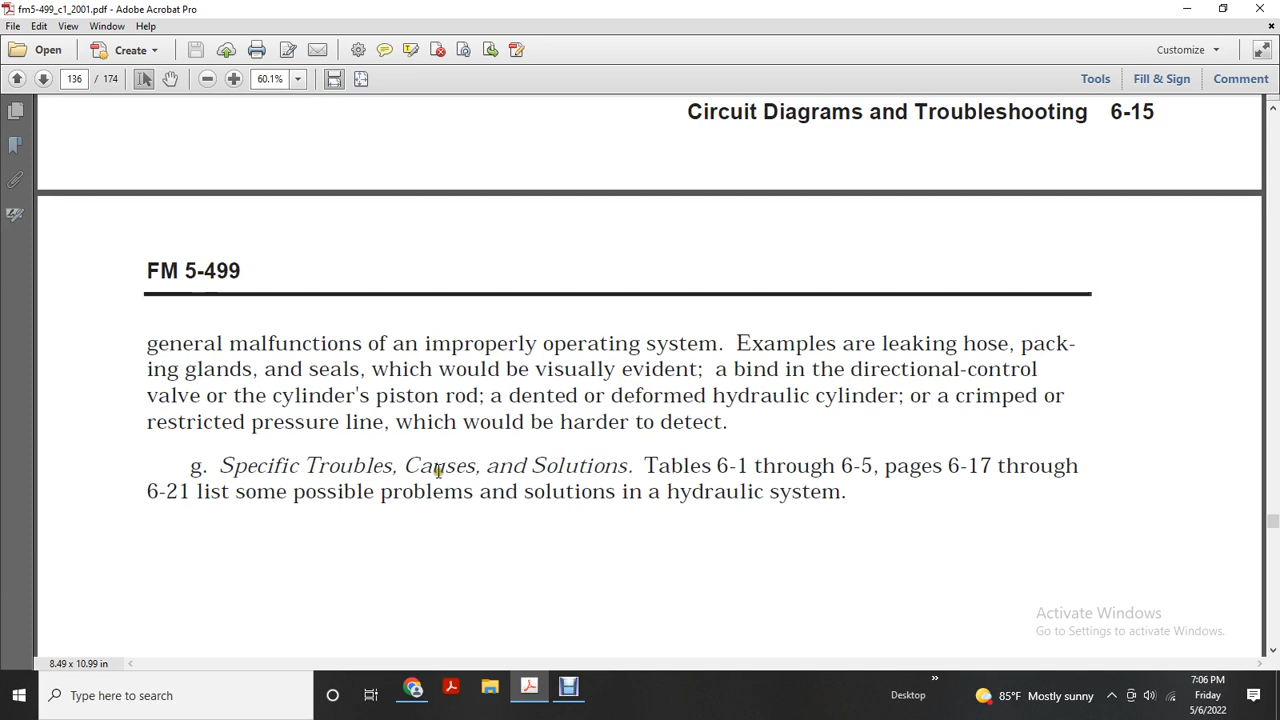 fm5-499_c1_2001.pdf - Adobe Acrobat Pro
File Edit View Window Help
Open Create Customize
136 / 174 60.1% Tools Fill & Sign Comment
Circuit Diagrams and Troubleshooting 6-15
FM 5-499
general malfunctions of an improperly operating system. Examples are leaking hose, pack-
ing glands, and seals, which would be visually evident; a bind in the directional-control
valve or the cylinder's piston rod; a dented or deformed hydraulic cylinder; or a crimped or
restricted pressure line, which would be harder to detect.
g. Specific Troubles, Causes, and Solutions. Tables 6-1 through 6-5, pages 6-17 through
6-21 list some possible problems and solutions in a hydraulic system.
Activate Windows
Go to Settings to activate Windows.
8.49 x 10.99 in
Type here to search
Desktop
85°F Mostly sunny
7:06 PM
Friday
5/6/2022